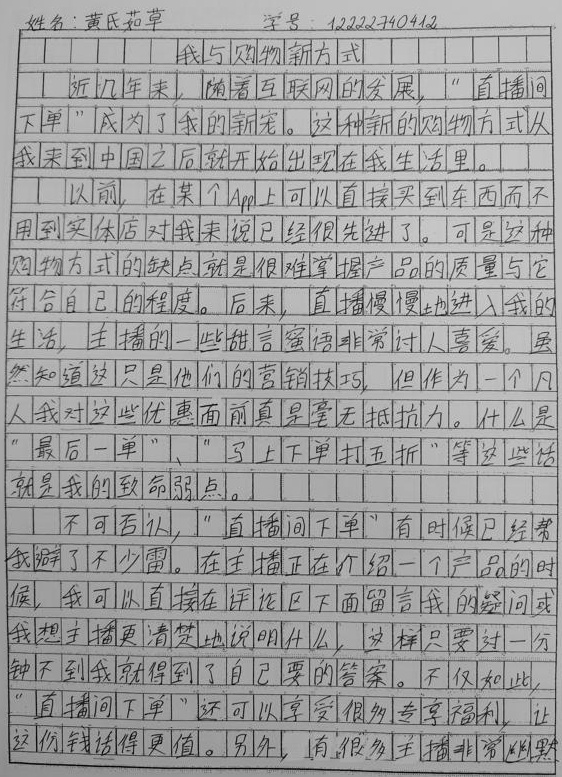 姓名：黄氏茹草 学号：12222740412
我与购物新方式
近几年来，随着互联网的发展，"直播间
下单"成为了我的新宠。这种新的购物方式从
我来到中国之后就开始出现在我生活里。
以前，在某个App上可以直接买到东西而不
用到实体店对我来说已经很先进了。可是这种
购物方式的缺点就是很难掌握产品的质量与它
符合自己的程度。后来，直播慢慢地进入我的
生活，主播的一些甜言蜜语非常讨人喜爱。虽
然知道这只是他们的营销技巧，但作为一个凡
人我对这些优惠面前真是毫无抵抗力。什么是
"最后一单"、"马上下单打五折"等这些话
就是我的致命弱点。
不可否认，"直播间下单"有时候已经帮
我避了不少雷。在主播正在介绍一个产品的时
候，我可以直接在评论区下面留言我的疑问或
我想主播更清楚地说明什么，这样只要过一分
钟不到我就得到了自己要的答案。不仅如此，
"直播间下单"还可以享受很多专享福利，让
这份钱话得更值。另外，有很多主播非常幽默